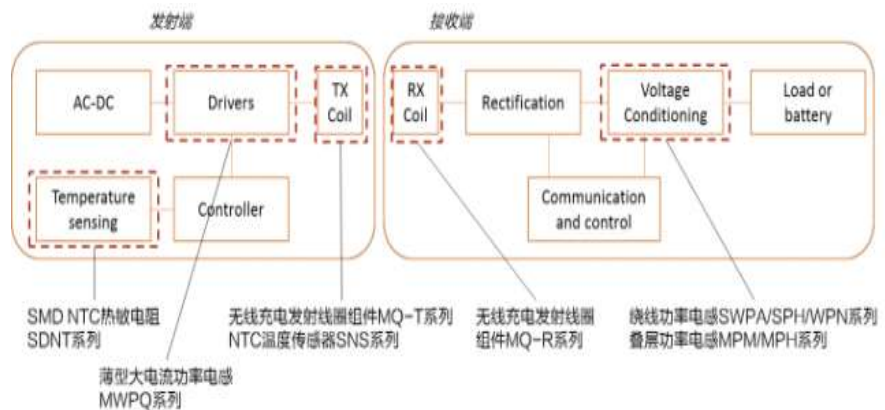 发射端
接收端
AC-DC
Drivers
TX
Coil
RX
Coil
Rectification
Voltage
Conditioning
Load or
battery
Temperature
sensing
Controller
Communication
and control
SMD NTC热敏电阻
SDNT系列
无线充电发射线圈组件MQ-T系列
NTC温度传感器SNS系列
无线充电发射线圈
组件MQ-R系列
绕线功率电感SWPA/SPH/WPN系列
叠层功率电感MPM/MPH系列
薄型大电流功率电感
MWPQ系列